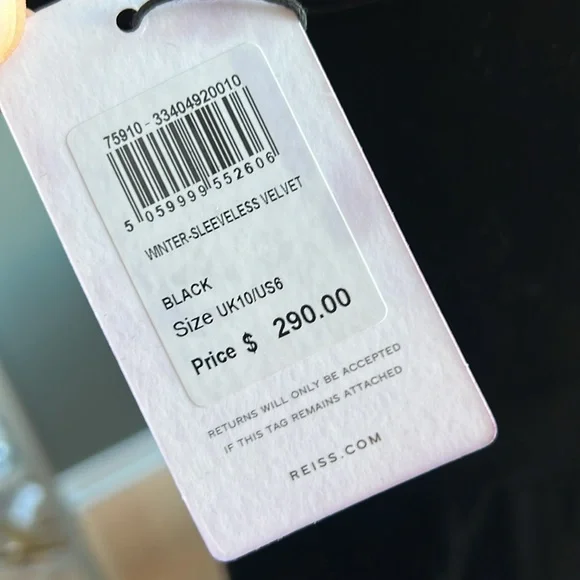 75910 - 33404920010
5 059999 552606
WINTER-SLEEVELESS VELVET
BLACK
Size UK10/US6
Price $ 290.00
RETURNS WILL ONLY BE ACCEPTED
IF THIS TAG REMAINS ATTACHED
REISS.COM